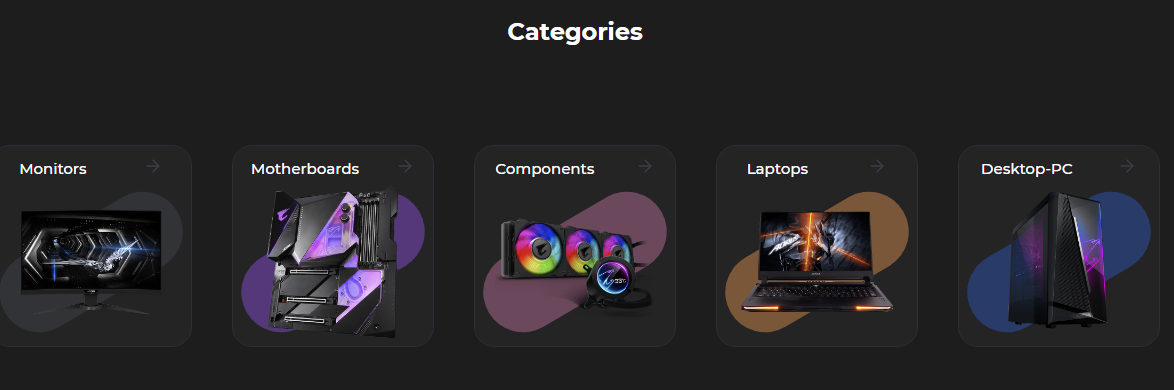 Categories
Monitors
Motherboards
Components
Laptops
Desktop-PC